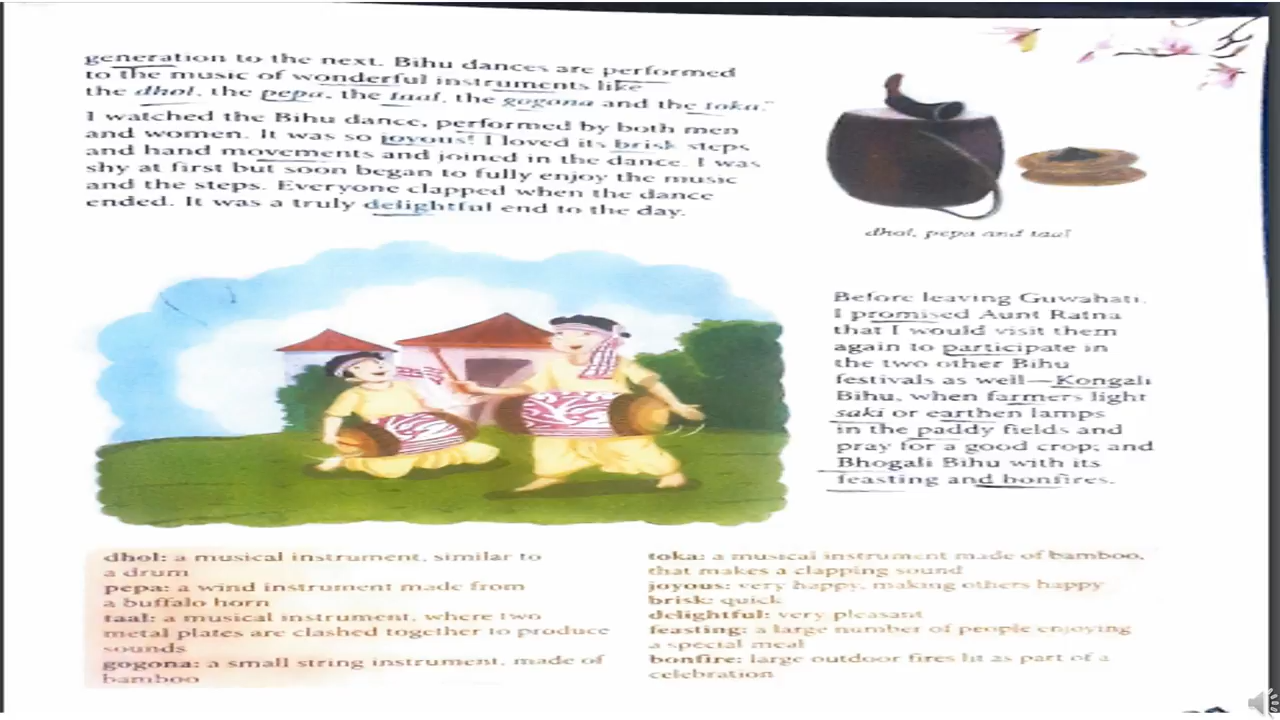 generation to the next. Bihu dances are performed
to the music of wonderful instruments like
the dhol, the pepa, the taal, the gogona and the toka."
I watched the Bihu dance, performed by both men
and women. It was so joyous! I loved its brisk steps
and hand movements and joined in the dance. I was
shy at first but soon began to fully enjoy the music
and the steps. Everyone clapped when the dance
ended. It was a truly delightful end to the day.
dhol, pepa and taal
Before leaving Guwahati,
I promised Aunt Ratna
that I would visit them
again to participate in
the two other Bihu
festivals as well—Kongali
Bihu, when farmers light
saki or earthen lamps
in the paddy fields and
pray for a good crop; and
Bhogali Bihu with its
feasting and bonfires.
dhol: a musical instrument, similar to
a drum
pepa: a wind instrument made from
a buffalo horn
taal: a musical instrument, where two
metal plates are clashed together to produce
sounds
gogona: a small string instrument, made of
bamboo
toka: a musical instrument made of bamboo,
that makes a clapping sound
joyous: very happy, making others happy
brisk: quick
delightful: very pleasant
feasting: a large number of people enjoying
a special meal
bonfire: large outdoor fires lit as part of a
celebration